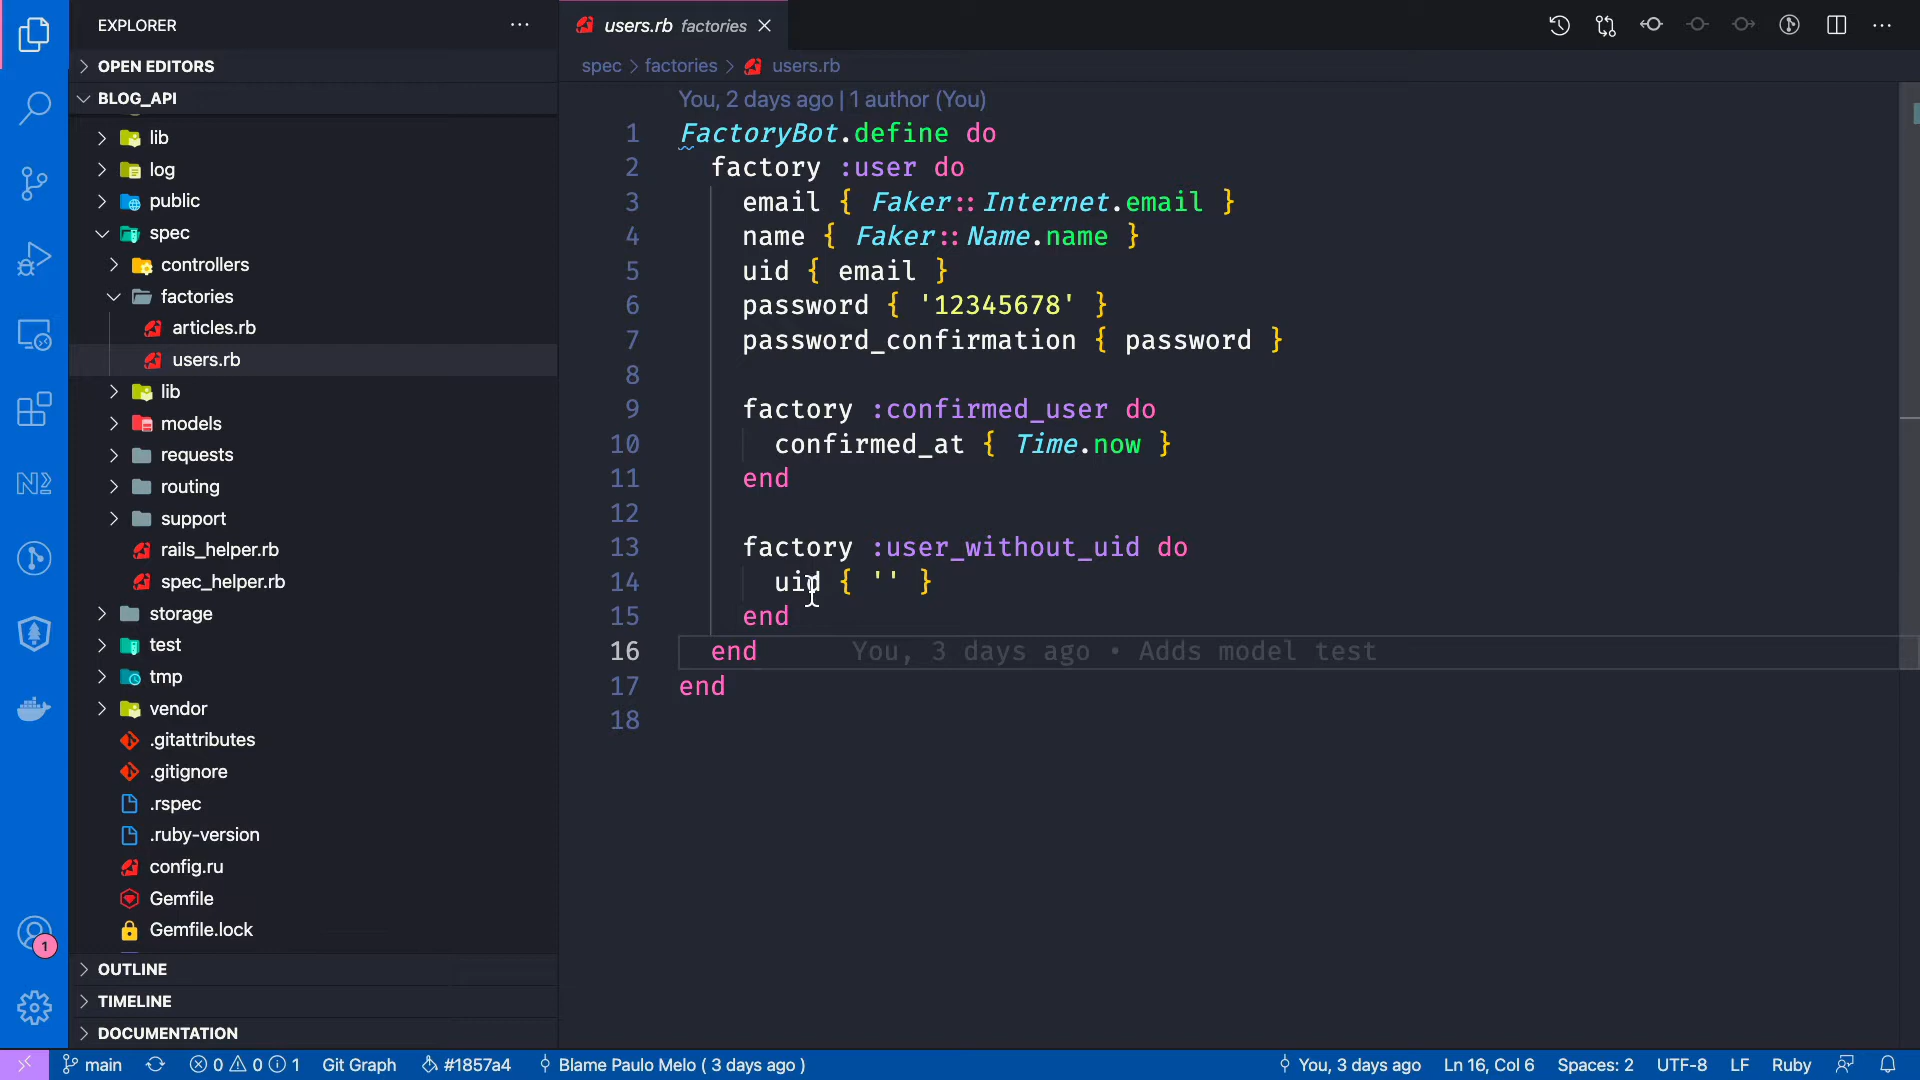 EXPLORER
OPEN EDITORS
BLOG_API
lib
log
public
spec
controllers
factories
articles.rb
users.rb
lib
models
requests
routing
support
rails_helper.rb
spec_helper.rb
storage
test
tmp
vendor
.gitattributes
.gitignore
.rspec
.ruby-version
config.ru
Gemfile
Gemfile.lock
OUTLINE
TIMELINE
DOCUMENTATION
1
users.rb factories
spec > factories > users.rb
You, 2 days ago | 1 author (You)
1 FactoryBot.define do
2 factory :user do
3 email { Faker::Internet.email }
4 name { Faker::Name.name }
5 uid { email }
6 password { '12345678' }
7 password_confirmation { password }
8
9 factory :confirmed_user do
10 confirmed_at { Time.now }
11 end
12
13 factory :user_without_uid do
14 uid { '' }
15 end
16 end You, 3 days ago • Adds model test
17 end
18
main 0 0 1 Git Graph #1857a4 Blame Paulo Melo ( 3 days ago ) You, 3 days ago Ln 16, Col 6 Spaces: 2 UTF-8 LF Ruby